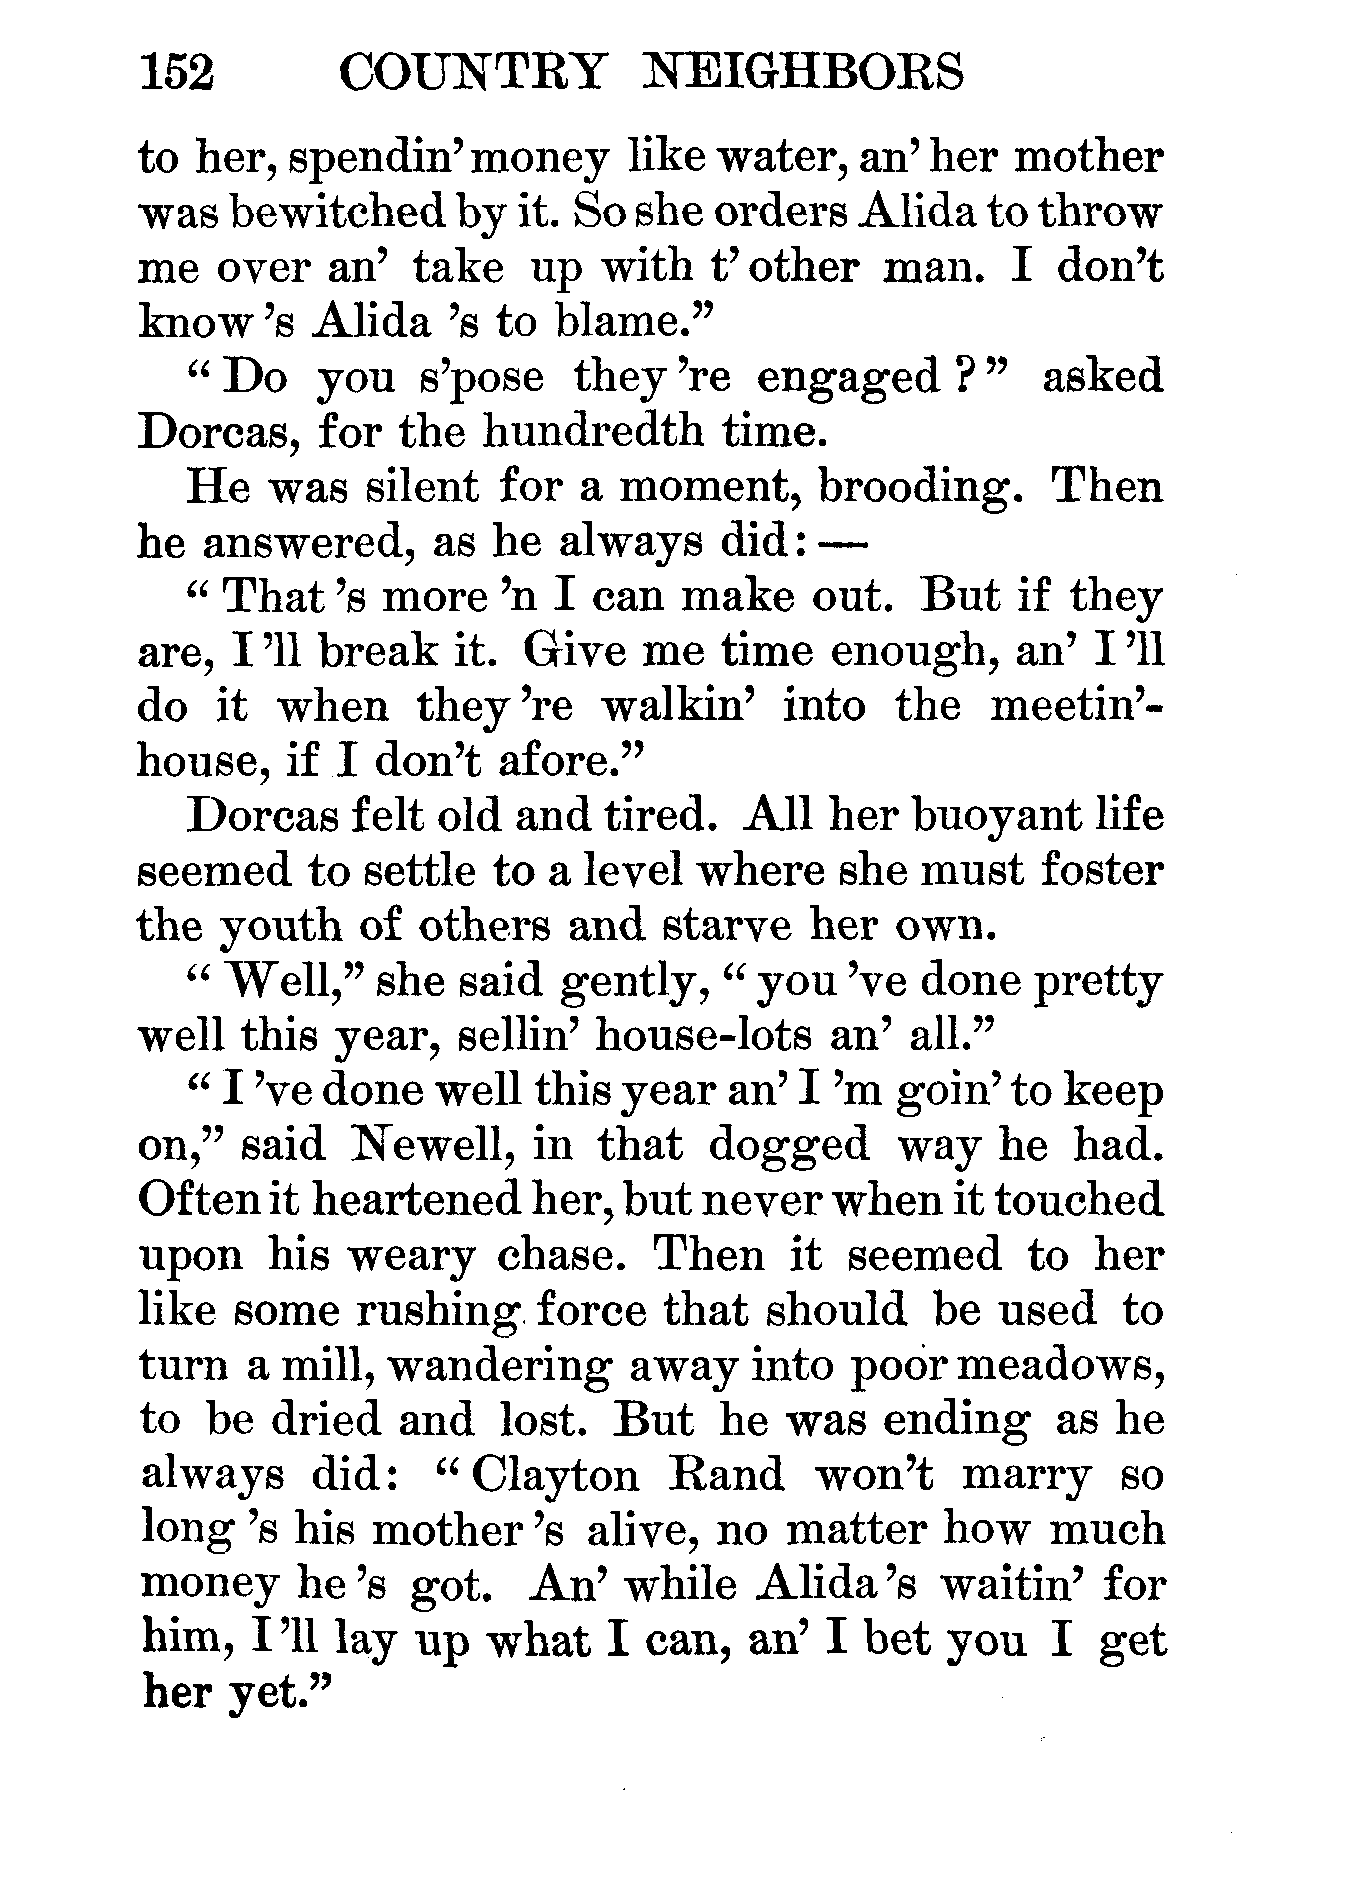 152 COUNTRY NEIGHBORS
to her, spendin' money like water, an' her mother
was bewitched by it. So she orders Alida to throw
me over an' take up with t' other man. I don't
know 's Alida 's to blame."
" Do you s'pose they 're engaged ? " asked
Dorcas, for the hundredth time.
He was silent for a moment, brooding. Then
he answered, as he always did: —
" That 's more 'n I can make out. But if they
are, I 'll break it. Give me time enough, an' I 'll
do it when they 're walkin' into the meetin'-
house, if I don't afore."
Dorcas felt old and tired. All her buoyant life
seemed to settle to a level where she must foster
the youth of others and starve her own.
" Well," she said gently, " you 've done pretty
well this year, sellin' house-lots an' all."
" I 've done well this year an' I 'm goin' to keep
on," said Newell, in that dogged way he had.
Often it heartened her, but never when it touched
upon his weary chase. Then it seemed to her
like some rushing force that should be used to
turn a mill, wandering away into poor meadows,
to be dried and lost. But he was ending as he
always did: " Clayton Rand won't marry so
long 's his mother 's alive, no matter how much
money he 's got. An' while Alida 's waitin' for
him, I 'll lay up what I can, an' I bet you I get
her yet."